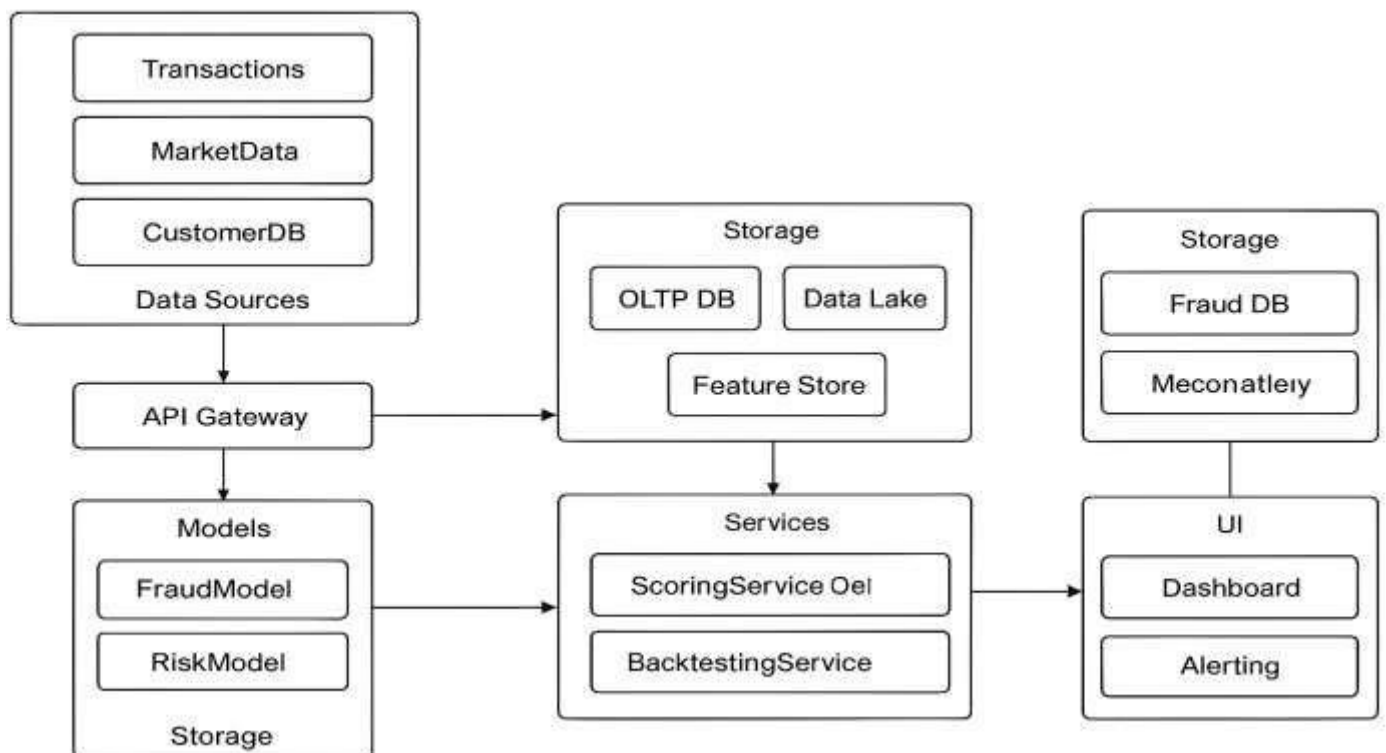 Transactions
MarketData
CustomerDB
Data Sources
API Gateway
Models
FraudModel
RiskModel
Storage
Storage
OLTP DB
Data Lake
Feature Store
Services
ScoringService Oel
BacktestingService
Storage
Fraud DB
UI
Dashboard
Alerting